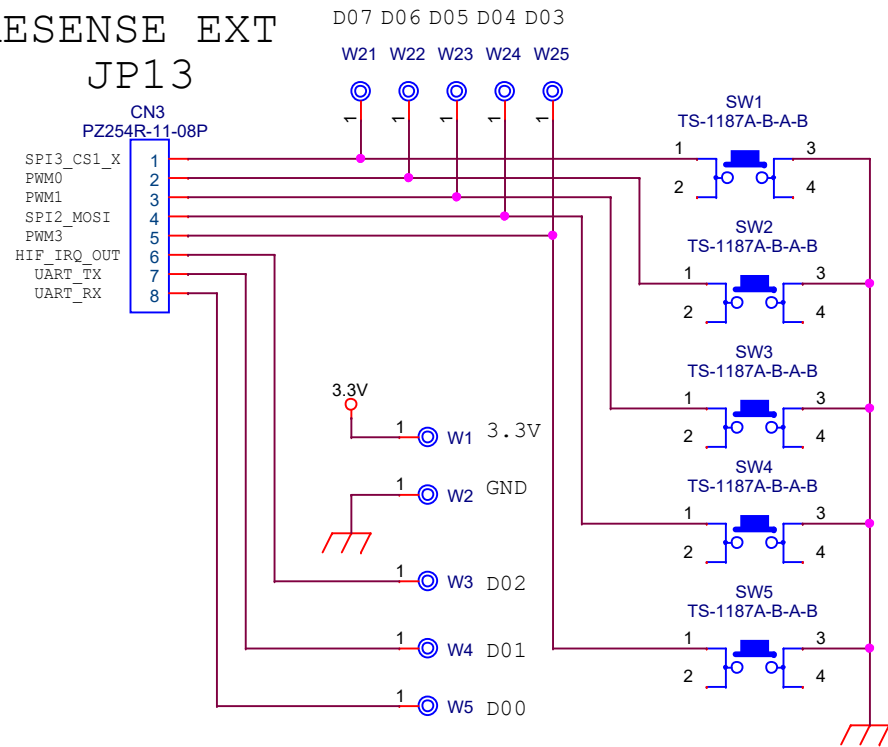 D07 D06 D05 D04 D03
ESENSE EXT
JP13
W21 W22 W23 W24 W25
1 1 1 1 1
CN3
PZ254R-11-08P
SPI3_CS1_X 1
PWM0 2
PWM1 3
SPI2_MOSI 4
PWM3 5
HIF_IRQ_OUT 6
UART_TX 7
UART_RX 8
SW1
TS-1187A-B-A-B
1 3
2 4
SW2
TS-1187A-B-A-B
1 3
2 4
SW3
TS-1187A-B-A-B
1 3
2 4
SW4
TS-1187A-B-A-B
1 3
2 4
SW5
TS-1187A-B-A-B
1 3
2 4
3.3V
1 W1 3.3V
1 W2 GND
1 W3 D02
1 W4 D01
1 W5 D00